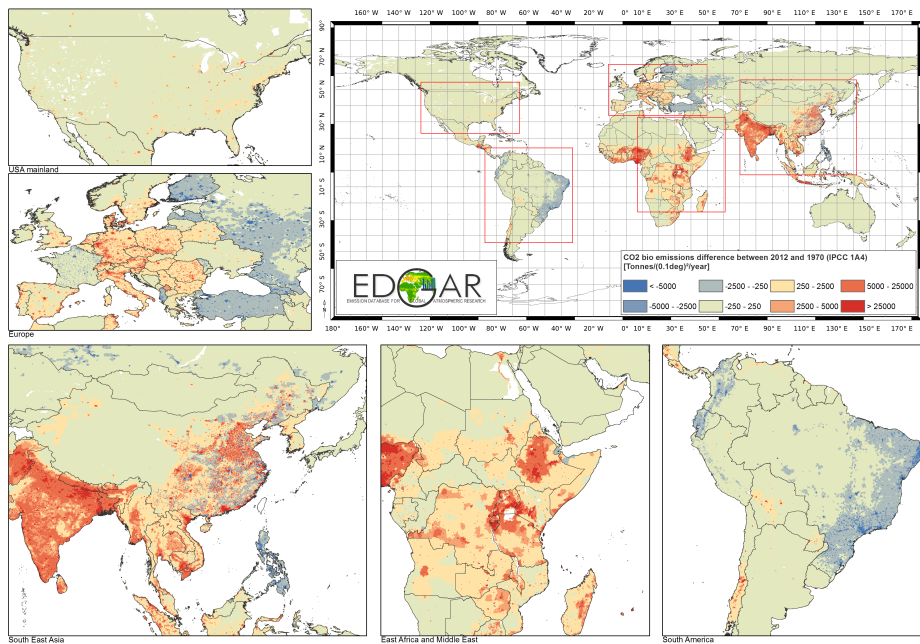 160° W 140° W 120° W 100° W 80° W 60° W 40° W 20° W 0° E 10° E 30° E 50° E 70° E 90° E 110° E 130° E 150° E 170° E
90°
70° N
50° N
30° N
10° N
10° S
30° S
50° S
70° S
USA mainland
Europe
CO2 bio emissions difference between 2012 and 1970 (IPCC 1A4)
[Tonnes/(0.1deg)²/year]
< -5000 -2500 - -250 250 - 2500 5000 - 25000
-5000 - -2500 -250 - 250 2500 - 5000 > 25000
EDGAR
EMISSION DATABASE FOR GLOBAL ATMOSPHERIC RESEARCH
180° W 160° W 140° W 120° W 100° W 80° W 60° W 40° W 20° W 0° E 10° E 30° E 50° E 70° E 90° E 110° E 130° E 150° E 170° E
South East Asia
East Africa and Middle East
South America